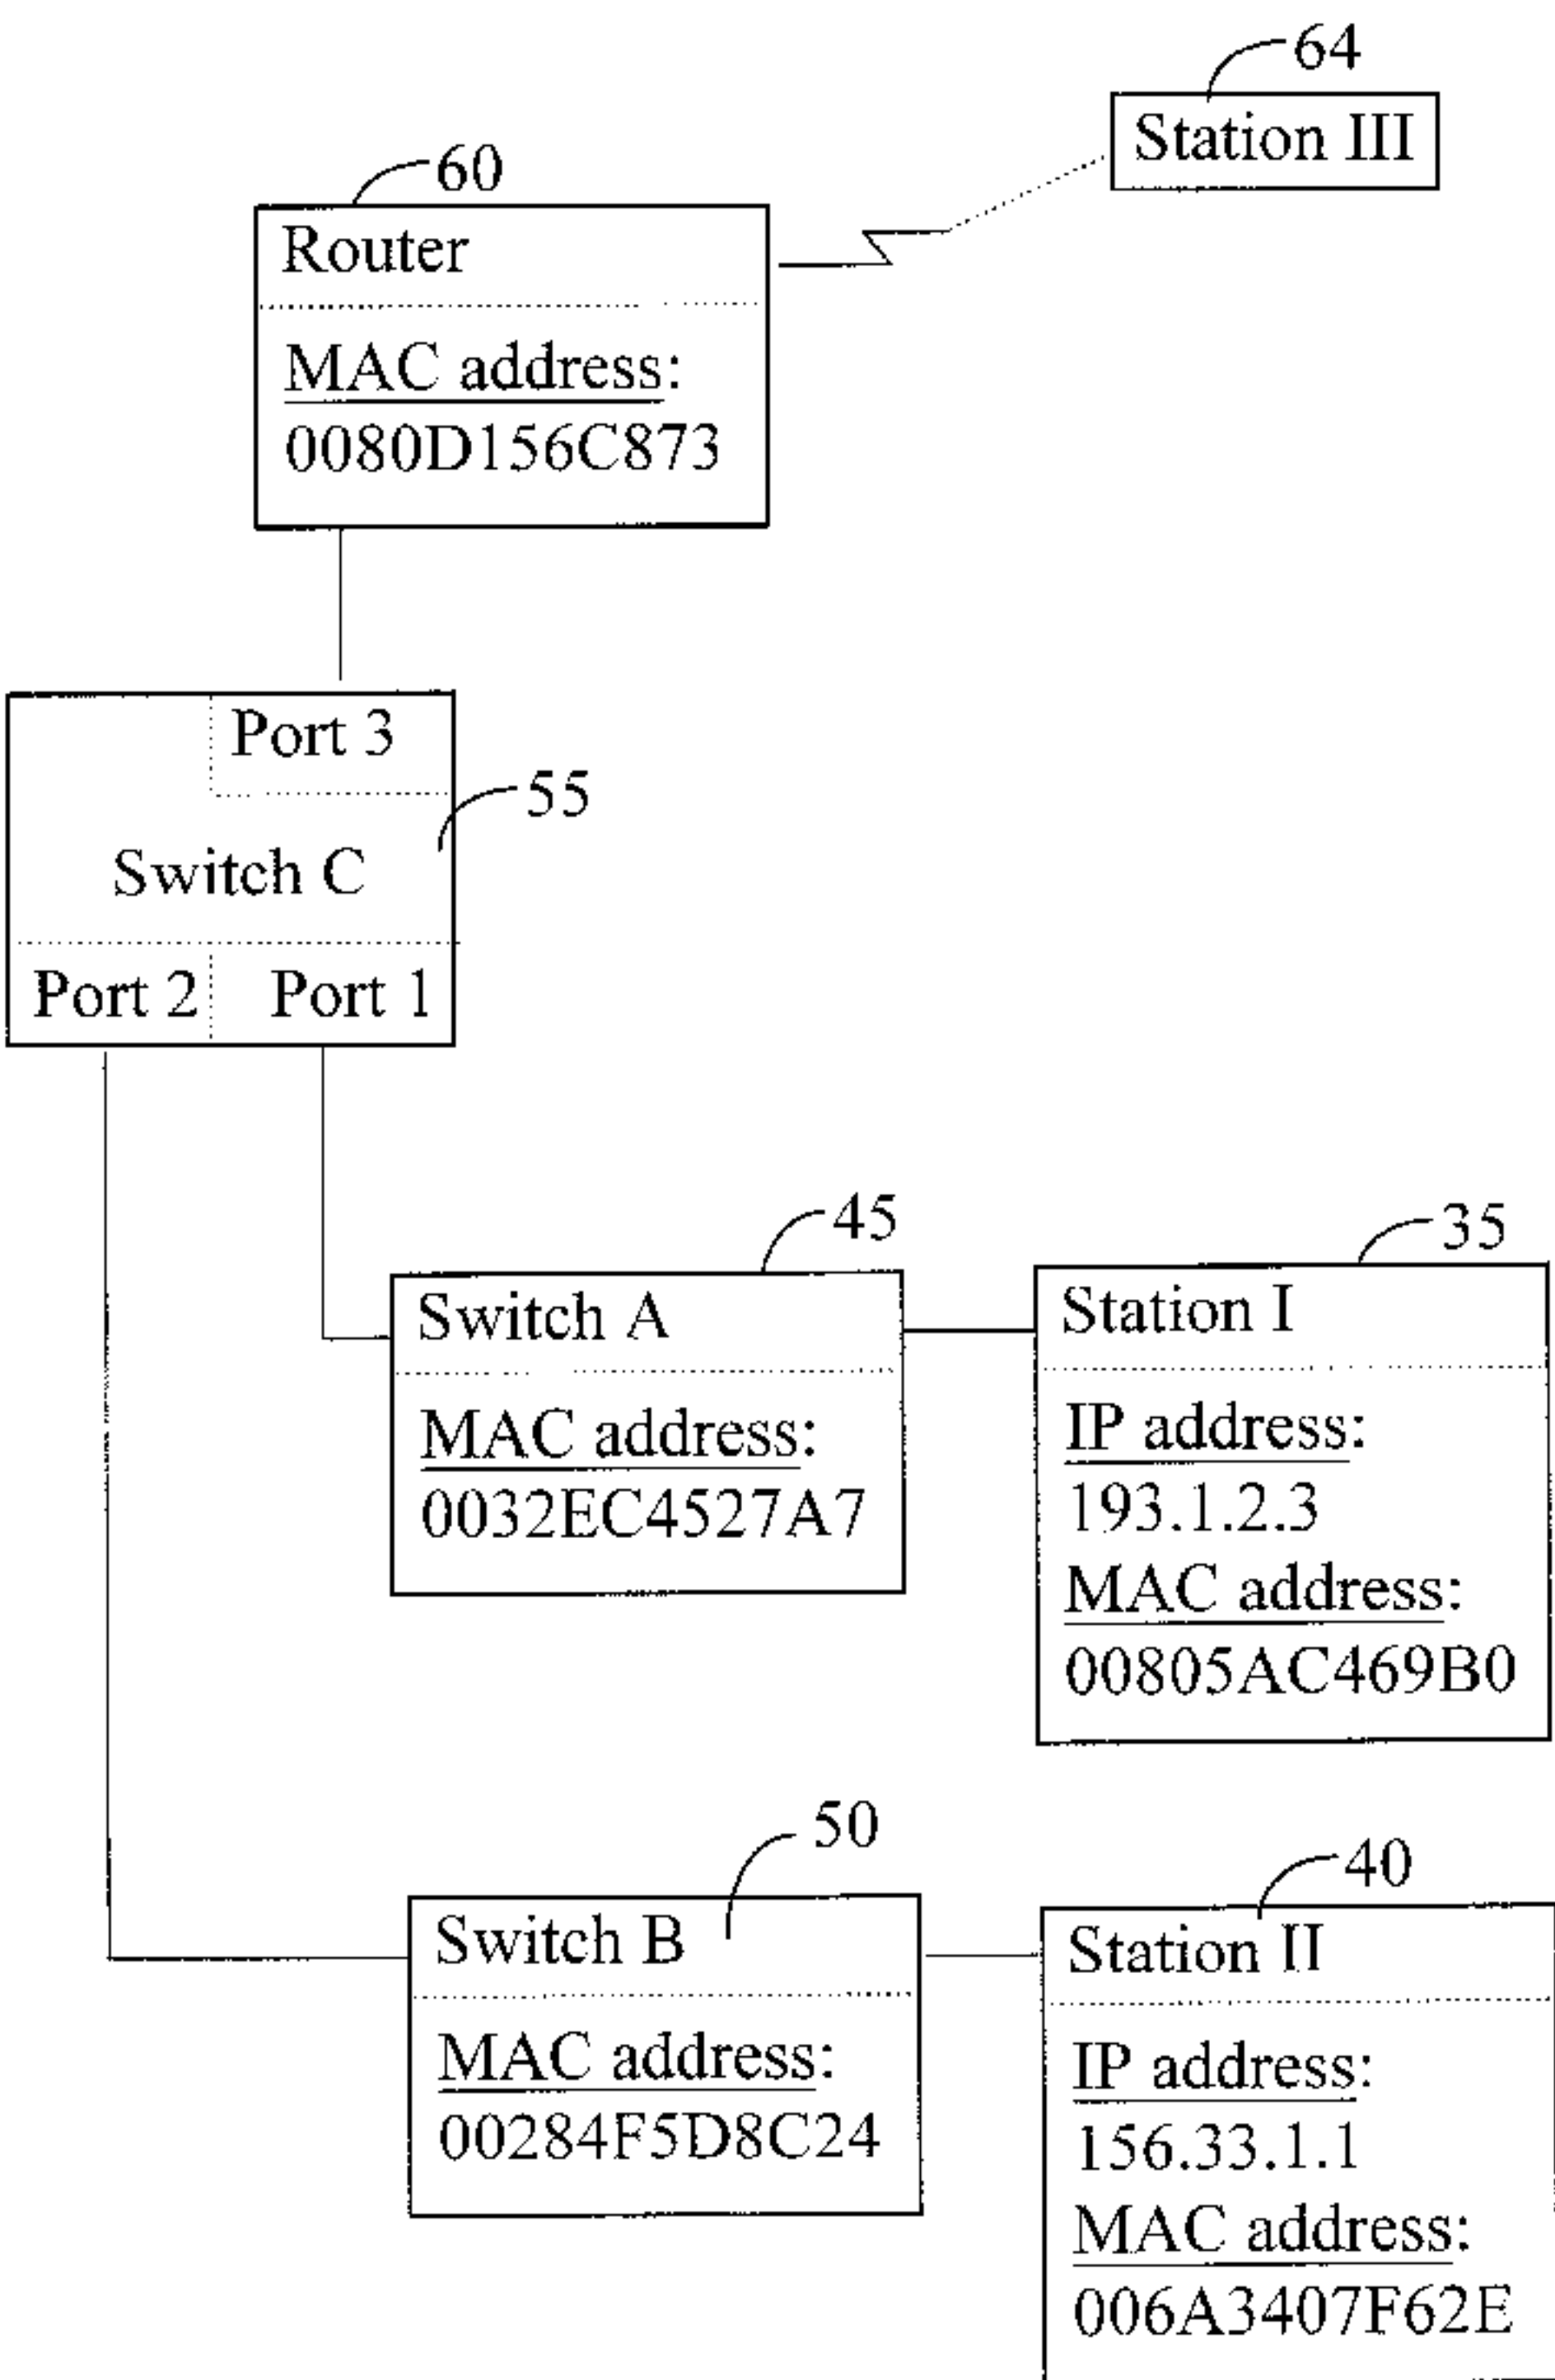 64
Station III
60
Router
MAC address:
0080D156C873
Port 3
55
Switch C
Port 2
Port 1
45
Switch A
MAC address:
0032EC4527A7
35
Station I
IP address:
193.1.2.3
MAC address:
00805AC469B0
50
Switch B
MAC address:
00284F5D8C24
40
Station II
IP address:
156.33.1.1
MAC address:
006A3407F62E